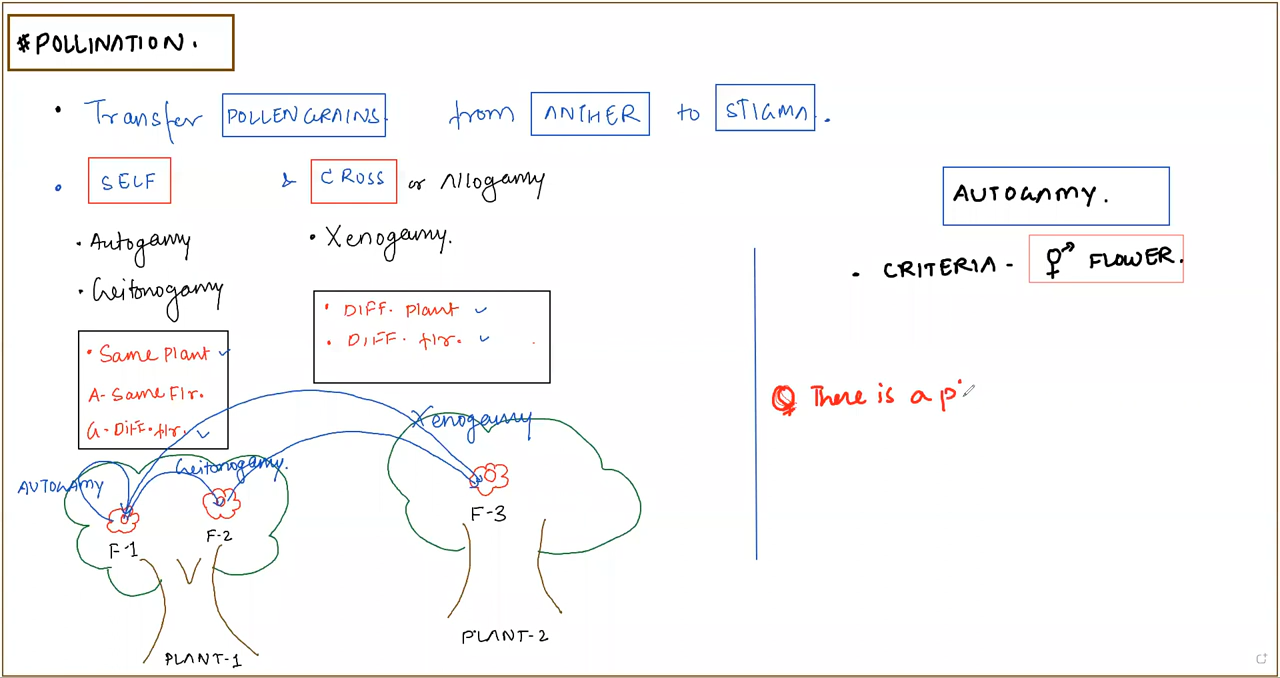 *POLLINATION.
• Transfer POLLENGRAINS from ANTHER to STIGMA.
• SELF & CROSS or Allogamy
• Autogamy
• Geitonogamy
• Xenogamy.
• Same Plant ✓
A- Same Flr.
G- Diff. flr. ✓
• DIFF. Plant ✓
• DIFF. flr. ✓
AUTOGAMY
Geitonogamy.
Xenogamy
F-1
F-2
F-3
PLANT-1
PLANT-2
AUTOGAMY.
• CRITERIA - ⚥ FLOWER.
Q There is a p